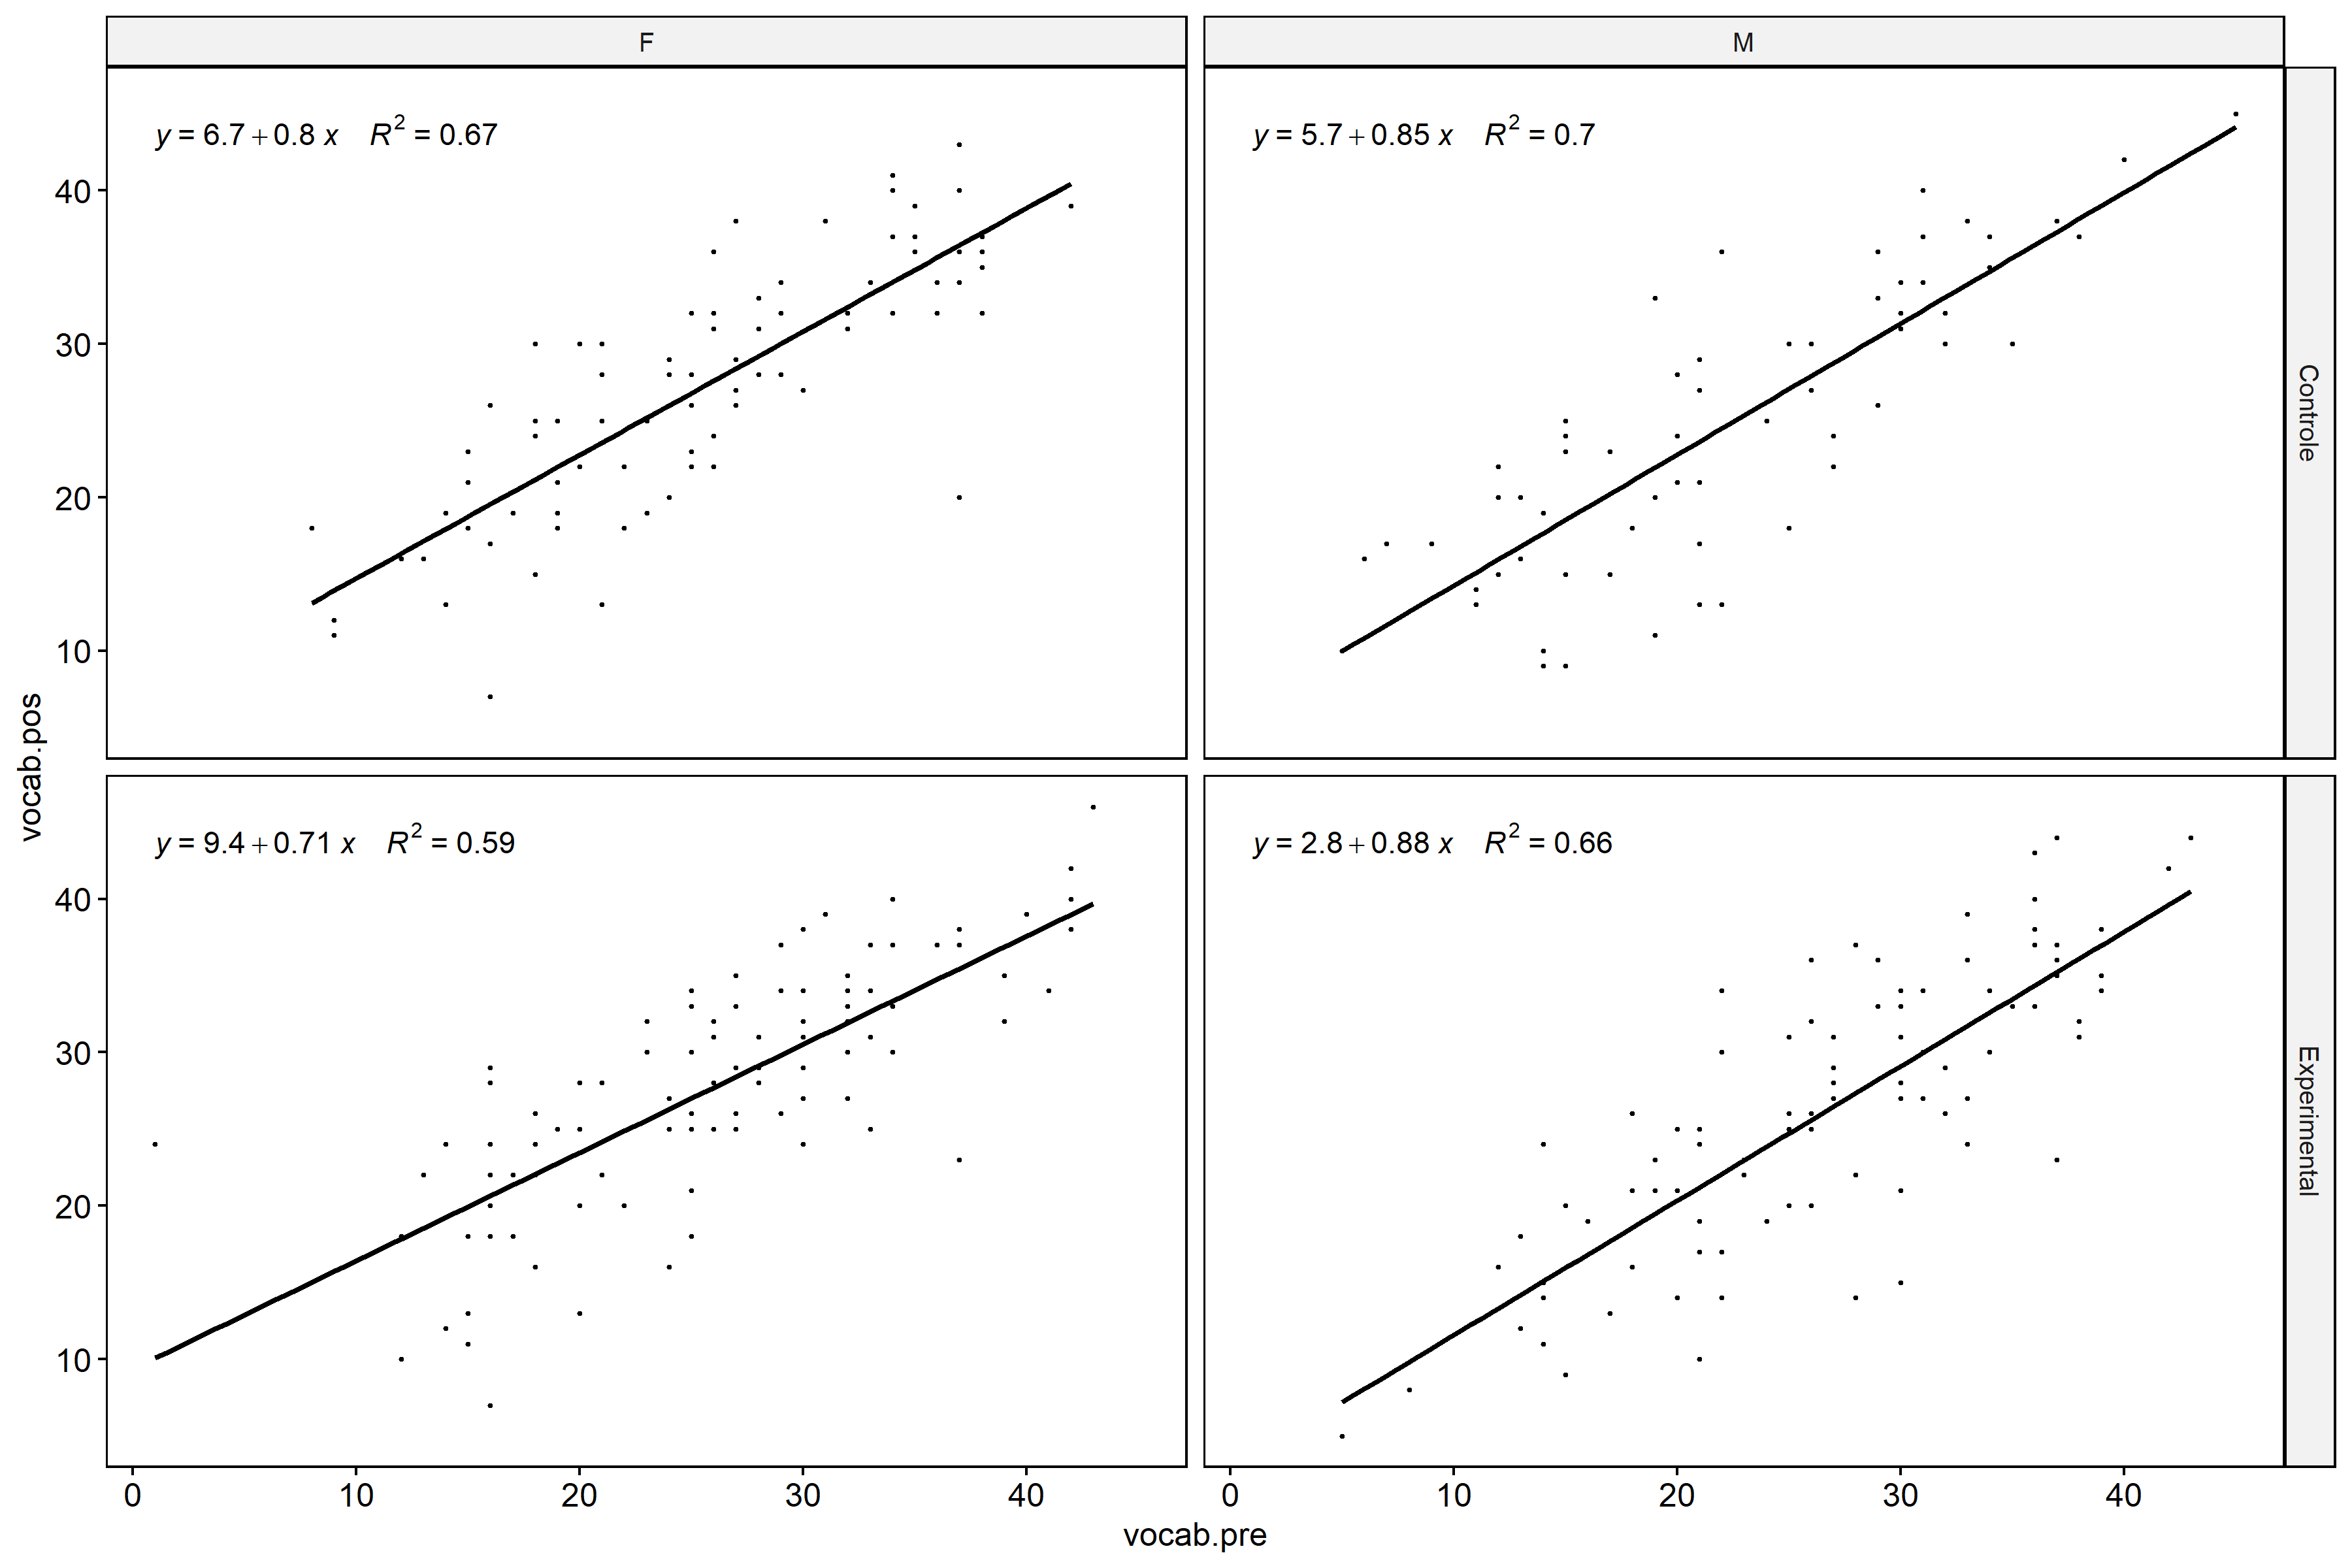 F
M
y = 6.7 + 0.8 x R² = 0.67
y = 5.7 + 0.85 x R² = 0.7
40
30
20
10
Controle
vocab.pos
y = 9.4 + 0.71 x R² = 0.59
y = 2.8 + 0.88 x R² = 0.66
40
30
20
10
Experimental
0 10 20 30 40
0 10 20 30 40
vocab.pre